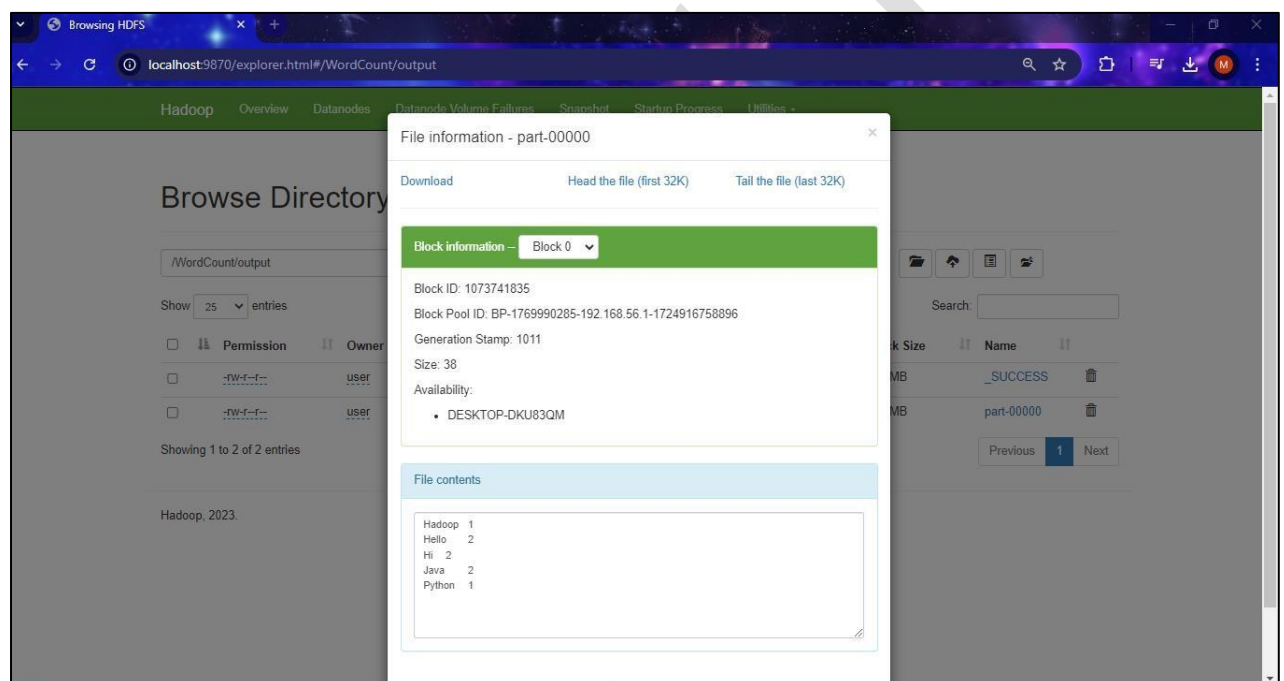 Browsing HDFS
localhost:9870/explorer.html#/WordCount/output
M
Hadoop Overview Datanodes Datanode Volume Failures Snapshot Startup Progress Utilities
File information - part-00000
Download Head the file (first 32K) Tail the file (last 32K)
Browse Directory
Block information -- Block 0
/WordCount/output
Block ID: 1073741835
Block Pool ID: BP-1769990285-192.168.56.1-1724916758896
Generation Stamp: 1011
Size: 38
Availability:
• DESKTOP-DKU83QM
Show 25 entries
Search:
Permission Owner k Size Name
-rw-r--r-- user MB _SUCCESS
-rw-r--r-- user MB part-00000
Showing 1 to 2 of 2 entries
Previous 1 Next
File contents
Hadoop 1
Hello 2
Hi 2
Java 2
Python 1
Hadoop, 2023.